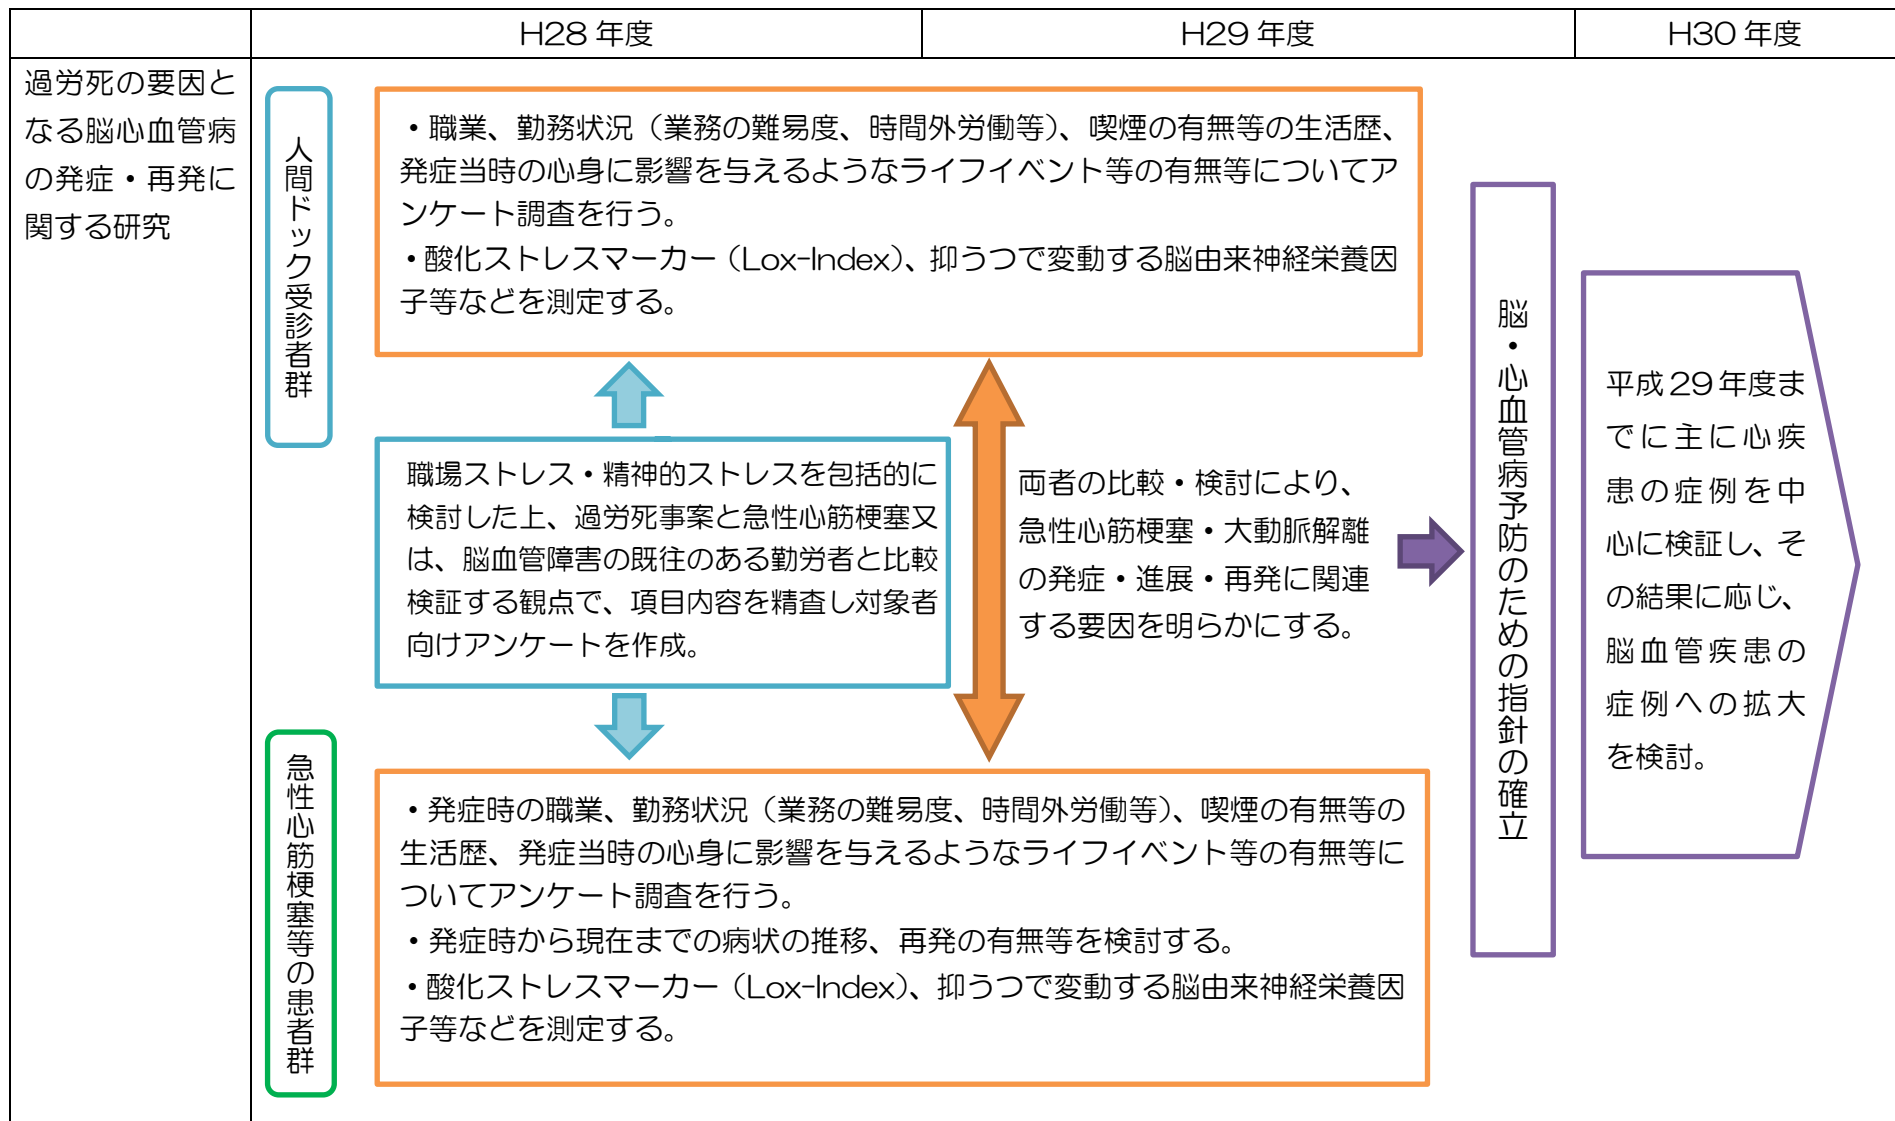 H28 年度
H29 年度
H30 年度
過労死の要因と
なる脳心血管病
の発症・再発に
関する研究
人間ドック受診者群
・職業、勤務状況（業務の難易度、時間外労働等）、喫煙の有無等の生活歴、
発症当時の心身に影響を与えるようなライフイベント等の有無等についてア
ンケート調査を行う。
・酸化ストレスマーカー（Lox-Index）、抑うつで変動する脳由来神経栄養因
子等などを測定する。
職場ストレス・精神的ストレスを包括的に
検討した上、過労死事案と急性心筋梗塞又
は、脳血管障害の既往のある勤労者と比較
検証する観点で、項目内容を精査し対象者
向けアンケートを作成。
両者の比較・検討により、
急性心筋梗塞・大動脈解離
の発症・進展・再発に関連
する要因を明らかにする。
急性心筋梗塞等の患者群
・発症時の職業、勤務状況（業務の難易度、時間外労働等）、喫煙の有無等の
生活歴、発症当時の心身に影響を与えるようなライフイベント等の有無等に
ついてアンケート調査を行う。
・発症時から現在までの病状の推移、再発の有無等を検討する。
・酸化ストレスマーカー（Lox-Index）、抑うつで変動する脳由来神経栄養因
子等などを測定する。
脳・心血管病予防のための指針の確立
平成 29 年度ま
でに主に心疾
患の症例を中
心に検証し、そ
の結果に応じ、
脳血管疾患の
症例への拡大
を検討。